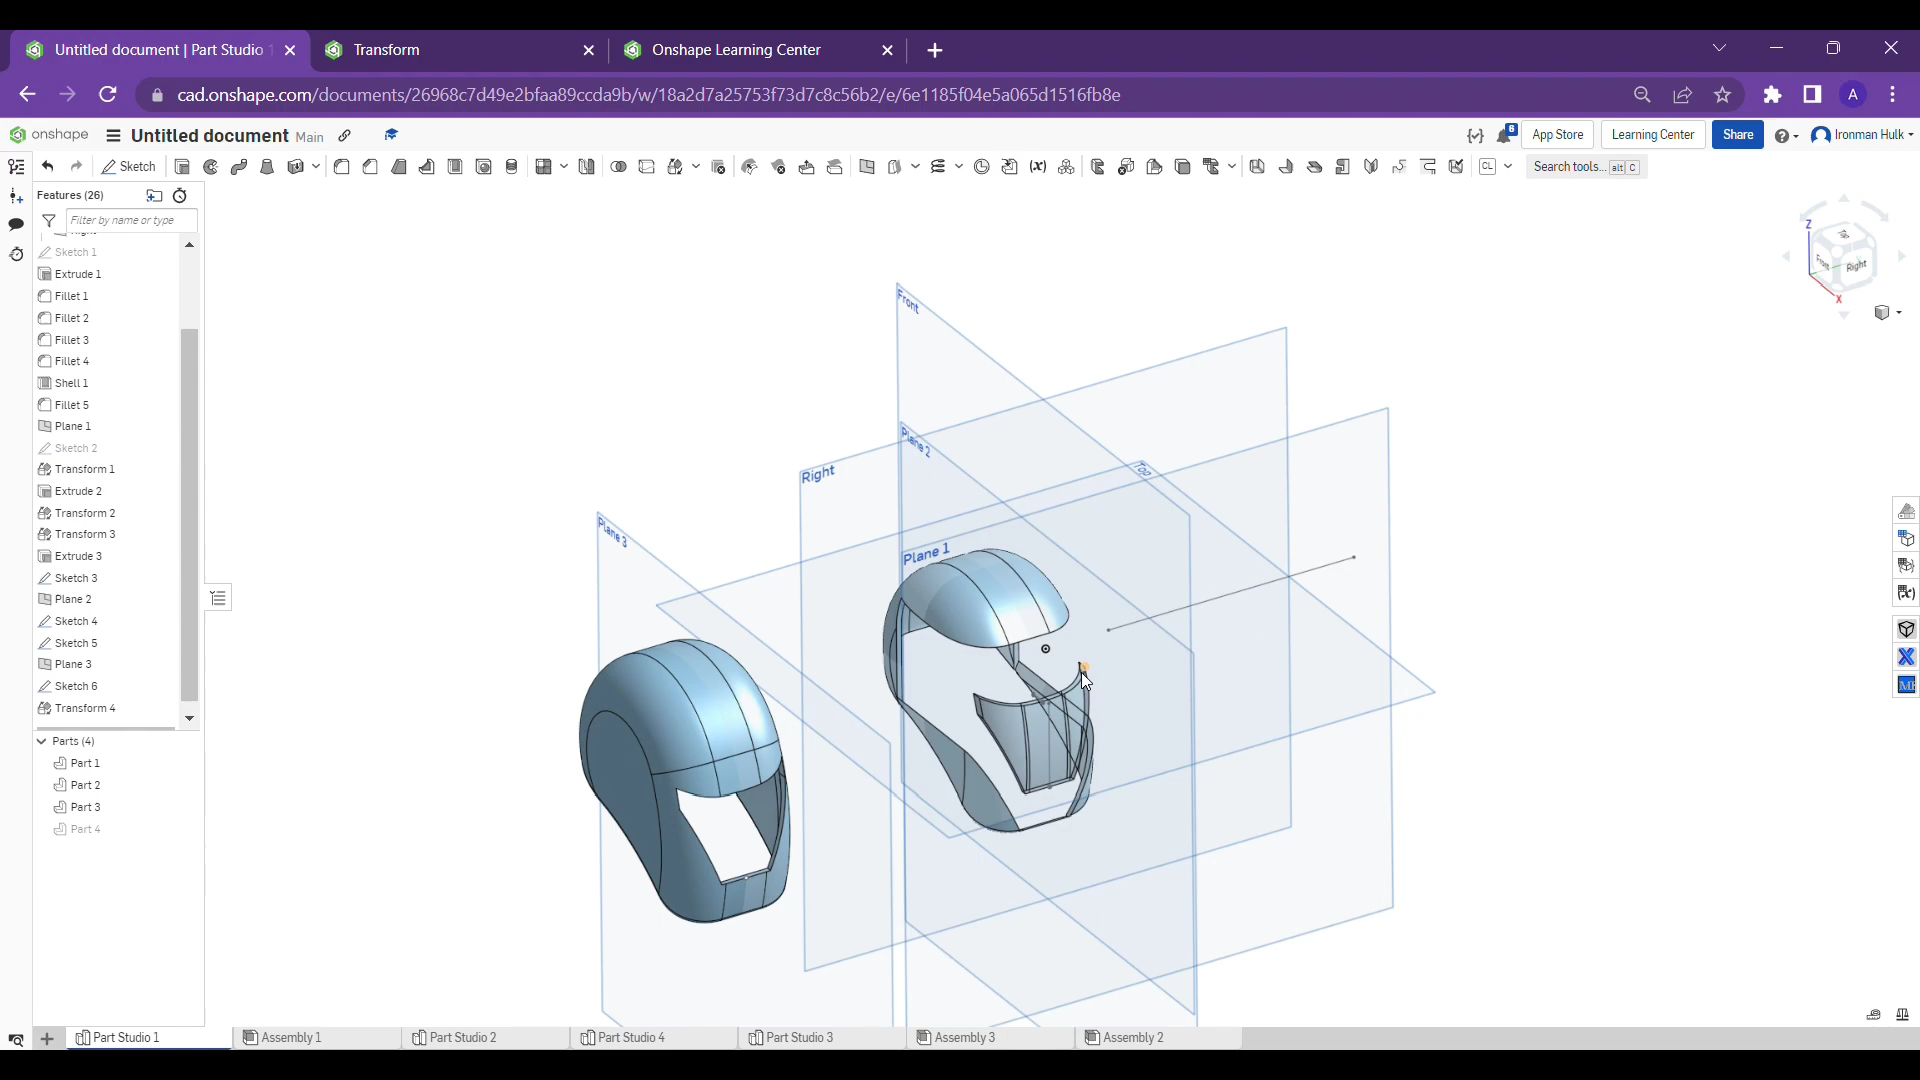 Untitled document | Part Studio 1
Transform
Onshape Learning Center
cad.onshape.com/documents/26968c7d49e2bfaa89ccda9b/w/18a2d7a25753f73d7c8c56b2/e/6e1185f04e5a065d1516fb8e
A
onshape
Untitled document Main
6
App Store
Learning Center
Share
Ironman Hulk
Sketch
(x)
CL
Search tools... alt C
Features (26)
Filter by name or type
Right
Sketch 1
Extrude 1
Fillet 1
Fillet 2
Fillet 3
Fillet 4
Shell 1
Fillet 5
Plane 1
Sketch 2
Transform 1
Extrude 2
Transform 2
Transform 3
Extrude 3
Sketch 3
Plane 2
Sketch 4
Sketch 5
Plane 3
Sketch 6
Transform 4
Parts (4)
Part 1
Part 2
Part 3
Part 4
Front
Plane 2
Right
Top
Plane 3
Plane 1
Z
Front
Right
X
Part Studio 1
Assembly 1
Part Studio 2
Part Studio 4
Part Studio 3
Assembly 3
Assembly 2